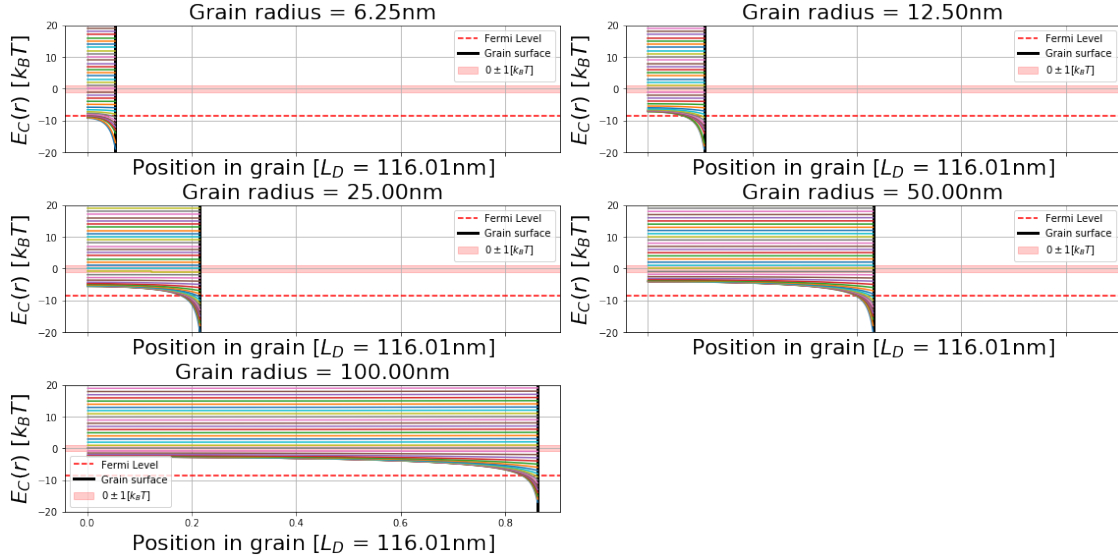 Grain radius = 6.25nm
E_C(r) [k_BT]
20
10
0
−10
−20
Fermi Level
Grain surface
0 ± 1[k_BT]
Position in grain [L_D = 116.01nm]
Grain radius = 12.50nm
E_C(r) [k_BT]
20
10
0
−10
−20
Fermi Level
Grain surface
0 ± 1[k_BT]
Position in grain [L_D = 116.01nm]
Grain radius = 25.00nm
E_C(r) [k_BT]
20
10
0
−10
−20
Fermi Level
Grain surface
0 ± 1[k_BT]
Position in grain [L_D = 116.01nm]
Grain radius = 50.00nm
E_C(r) [k_BT]
20
10
0
−10
−20
Fermi Level
Grain surface
0 ± 1[k_BT]
Position in grain [L_D = 116.01nm]
Grain radius = 100.00nm
E_C(r) [k_BT]
20
10
0
−10
−20
Fermi Level
Grain surface
0 ± 1[k_BT]
0.0 0.2 0.4 0.6 0.8
Position in grain [L_D = 116.01nm]